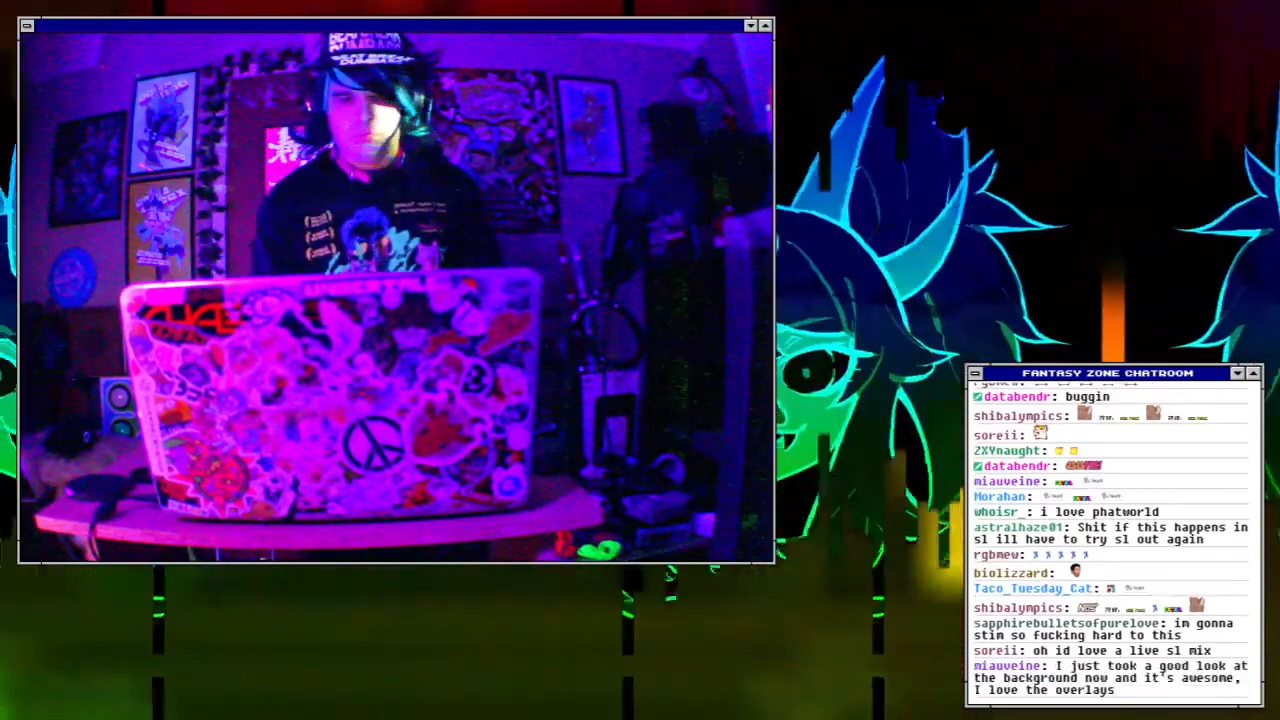 FANTASY ZONE CHATROOM
databendr: buggin
shibalympics:
soreii:
ZXYnaught:
databendr:
miauveine:
Morahan:
whoisr_: i love phatworld
astralhaze01: Shit if this happens in
sl ill have to try sl out again
rgbmew:
biolizzard:
Taco_Tuesday_Cat:
shibalympics:
sapphirebulletsofpurelove: im gonna
stim so fucking hard to this
soreii: oh id love a live sl mix
miauveine: I just took a good look at
the background now and it's awesome,
I love the overlays